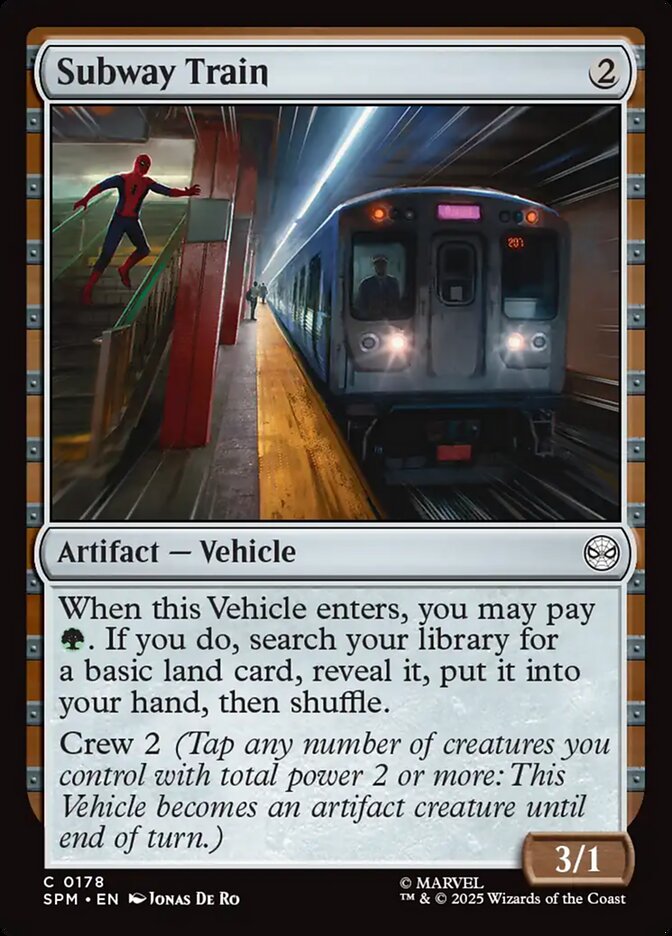 Subway Train
2
207
Artifact — Vehicle
When this Vehicle enters, you may pay
. If you do, search your library for
a basic land card, reveal it, put it into
your hand, then shuffle.
Crew 2 (Tap any number of creatures you
control with total power 2 or more: This
Vehicle becomes an artifact creature until
end of turn.)
3/1
C 0178
SPM • EN Jonas De Ro
© MARVEL
™ & © 2025 Wizards of the Coast